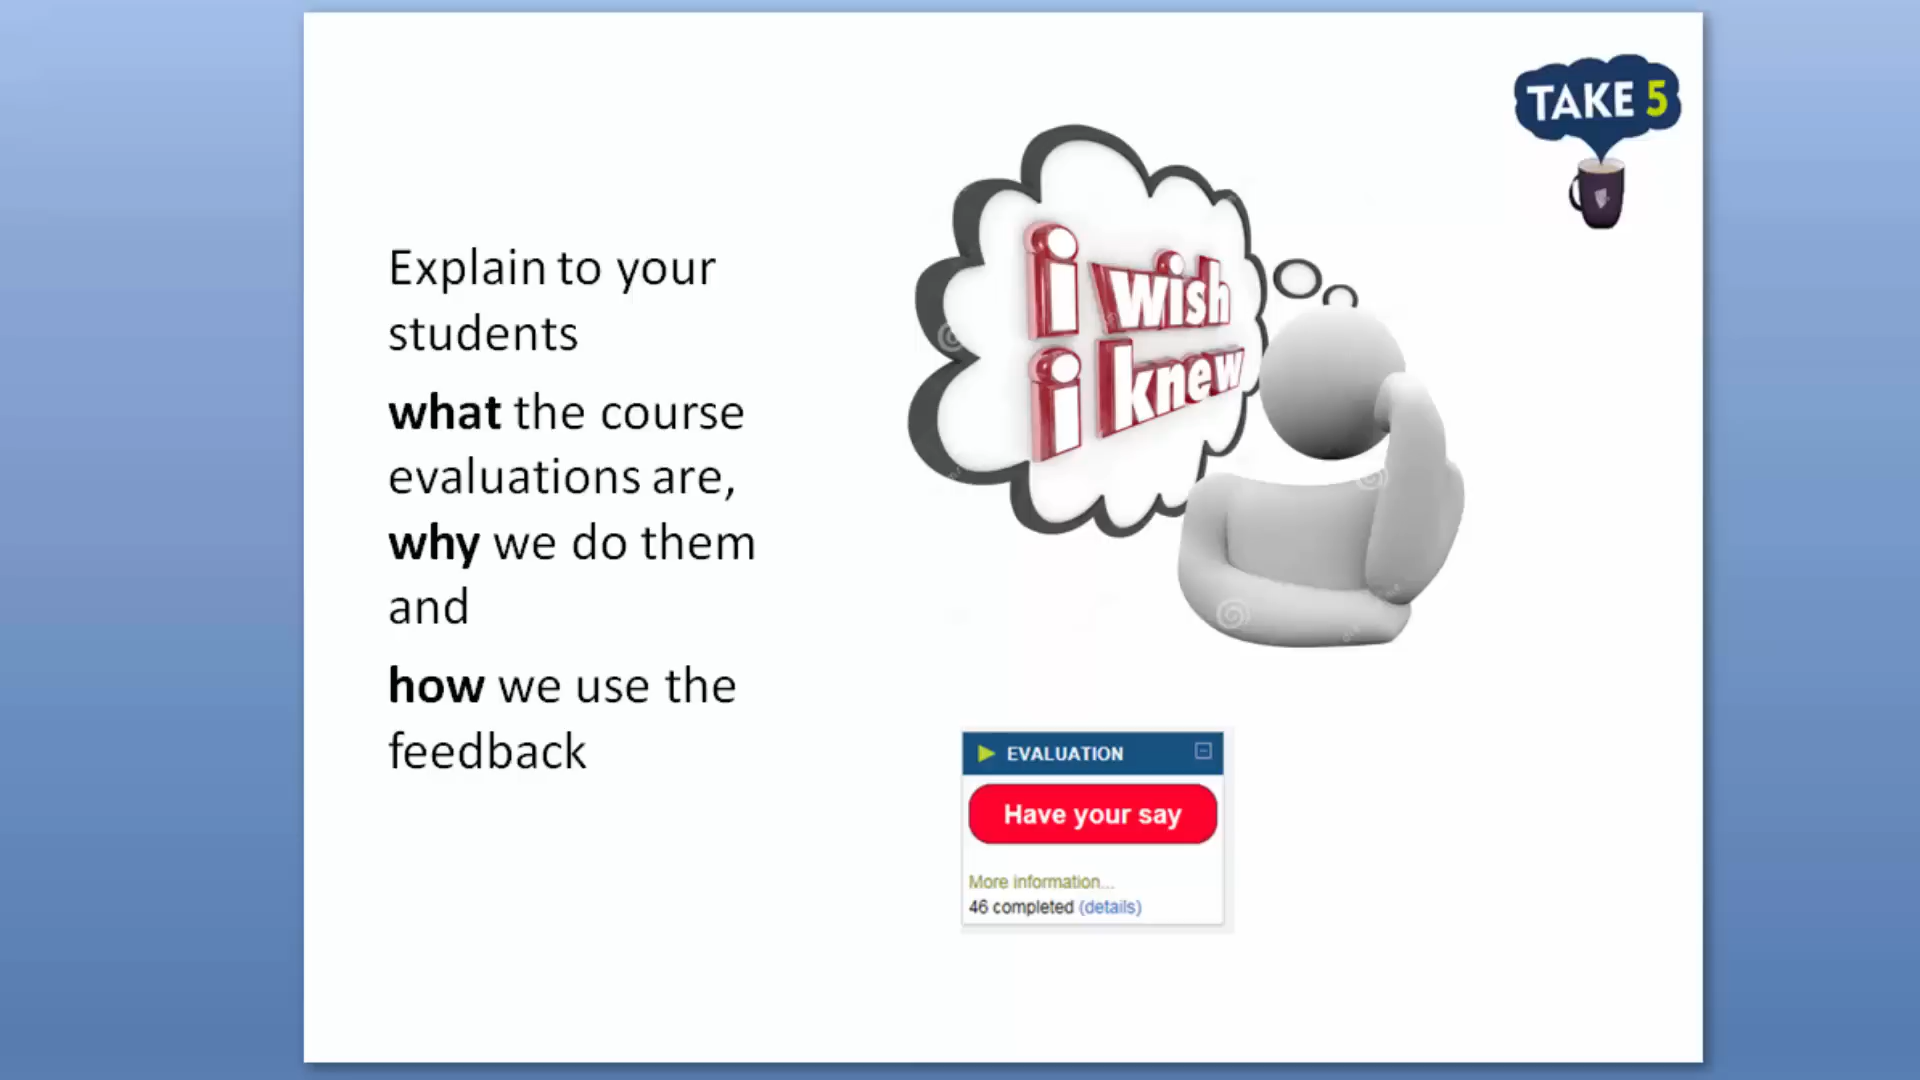 TAKE 5
i wish
i knew
Explain to your
students
what the course
evaluations are,
why we do them
and
how we use the
feedback
EVALUATION
Have your say
More information...
46 completed (details)